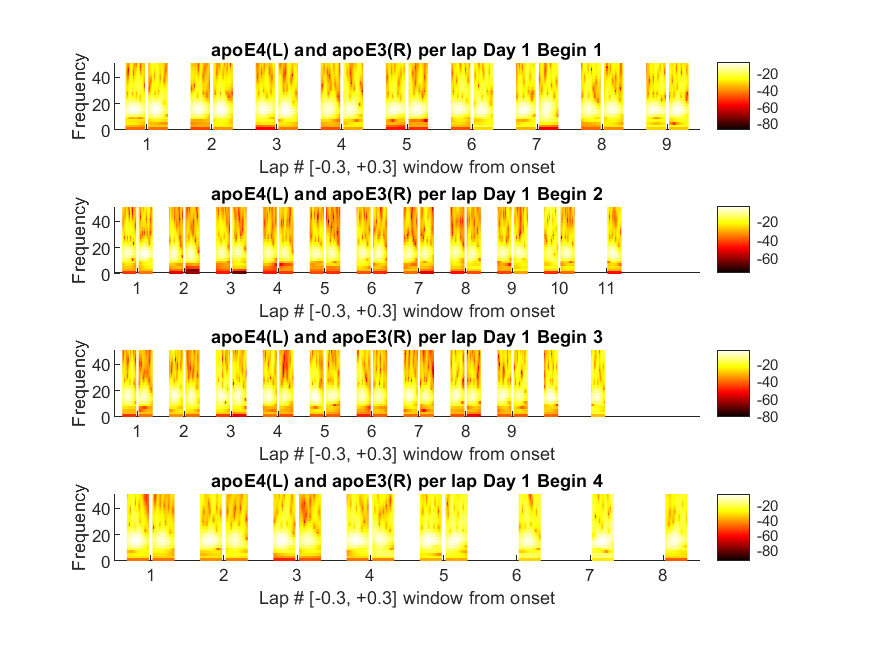 apoE4(L) and apoE3(R) per lap Day 1 Begin 1
Frequency
40
20
0
1 2 3 4 5 6 7 8 9
Lap # [-0.3, +0.3] window from onset
-20
-40
-60
-80
apoE4(L) and apoE3(R) per lap Day 1 Begin 2
Frequency
40
20
0
1 2 3 4 5 6 7 8 9 10 11
Lap # [-0.3, +0.3] window from onset
-20
-40
-60
apoE4(L) and apoE3(R) per lap Day 1 Begin 3
Frequency
40
20
0
1 2 3 4 5 6 7 8 9
Lap # [-0.3, +0.3] window from onset
-20
-40
-60
-80
apoE4(L) and apoE3(R) per lap Day 1 Begin 4
Frequency
40
20
0
1 2 3 4 5 6 7 8
Lap # [-0.3, +0.3] window from onset
-20
-40
-60
-80